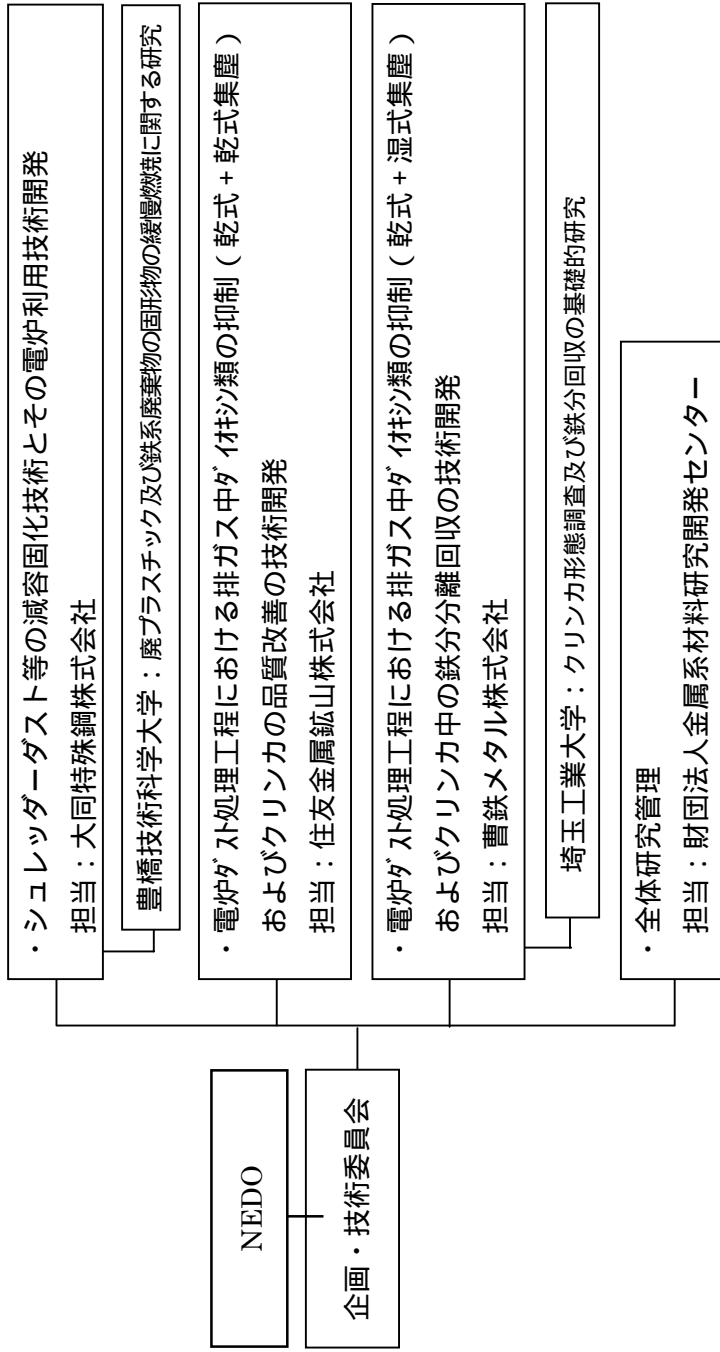 NEDO
企画・技術委員会
・シュレッダーダスト等の減容固化技術とその電炉利用技術開発
担当：大同特殊鋼株式会社
豊橋技術科学大学：廃プラスチック及び鉄系廃棄物の固形物の緩慢燃焼に関する研究
・電炉ﾀﾞｽﾄ処理工程における排ガス中ﾀﾞｲｵｷｼﾝ類の抑制（乾式+乾式集塵）
およびクリンカの品質改善の技術開発
担当：住友金属鉱山株式会社
・電炉ﾀﾞｽﾄ処理工程における排ガス中ﾀﾞｲｵｷｼﾝ類の抑制（乾式+湿式集塵）
およびクリンカ中の鉄分分離回収の技術開発
担当：曹鉄メタル株式会社
埼玉工業大学：クリンカ形態調査及び鉄分回収の基礎的研究
・全体研究管理
担当：財団法人金属系材料研究開発センター